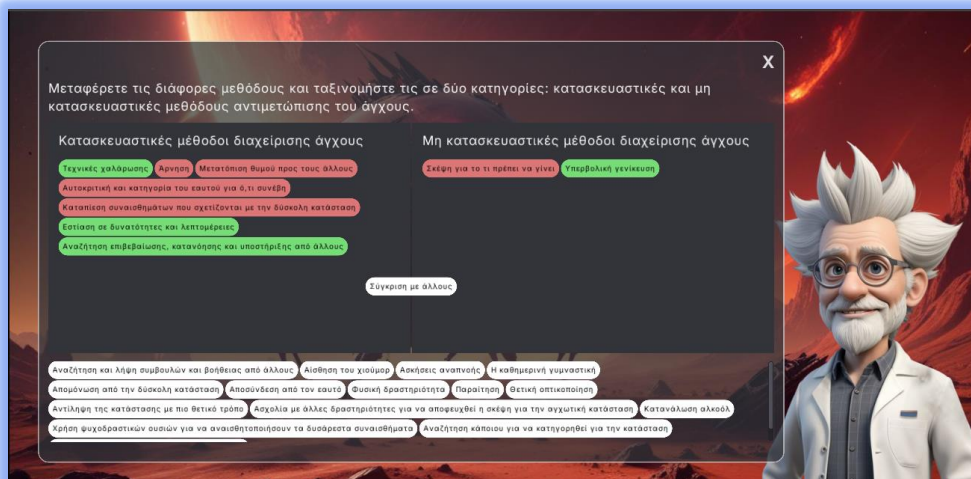 X
Μεταφέρετε τις διάφορες μεθόδους και ταξινομήστε τις σε δύο κατηγορίες: κατασκευαστικές και μη
κατασκευαστικές μεθόδους αντιμετώπισης του άγχους.
Κατασκευαστικές μέθοδοι διαχείρισης άγχους
Τεχνικές χαλάρωσης Άρνηση Μετατόπιση θυμού προς τους άλλους
Αυτοκριτική και κατηγορία του εαυτού για ό,τι συνέβη
Καταπίεση συναισθημάτων που σχετίζονται με την δύσκολη κατάσταση
Εστίαση σε δυνατότητες και λεπτομέρειες
Αναζήτηση επιβεβαίωσης, κατανόησης και υποστήριξης από άλλους
Μη κατασκευαστικές μέθοδοι διαχείρισης άγχους
Σκέψη για το τι πρέπει να γίνει Υπερβολική γενίκευση
Σύγκριση με άλλους
Αναζήτηση και λήψη συμβουλών και βοήθειας από άλλους Αίσθηση του χιούμορ Ασκήσεις αναπνοής Η καθημερινή γυμναστική
Απομόνωση από την δύσκολη κατάσταση Αποσύνδεση από τον εαυτό Φυσική δραστηριότητα Παραίτηση Θετική οπτικοποίηση
Αντίληψη της κατάστασης με πιο θετικό τρόπο Ασχολία με άλλες δραστηριότητες για να αποφευχθεί η σκέψη για την αγχωτική κατάσταση Κατανάλωση αλκοόλ
Χρήση ψυχοδραστικών ουσιών για να αναισθητοποιήσουν τα δυσάρεστα συναισθήματα Αναζήτηση κάποιου για να κατηγορηθεί για την κατάσταση